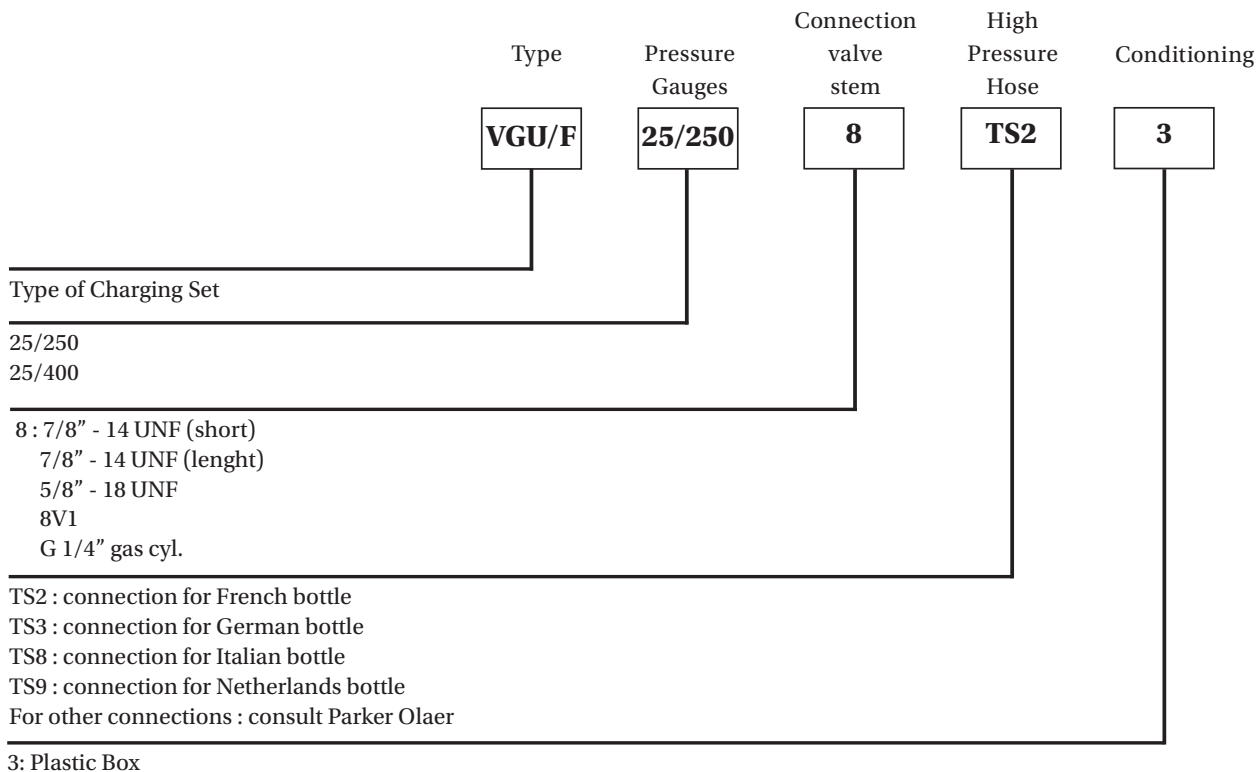 Type
Pressure
Gauges
Connection
valve
stem
High
Pressure
Hose
Conditioning
VGU/F
25/250
8
TS2
3
Type of Charging Set
25/250
25/400
8 : 7/8” - 14 UNF (short)
7/8” - 14 UNF (lenght)
5/8” - 18 UNF
8V1
G 1/4” gas cyl.
TS2 : connection for French bottle
TS3 : connection for German bottle
TS8 : connection for Italian bottle
TS9 : connection for Netherlands bottle
For other connections : consult Parker Olaer
3: Plastic Box